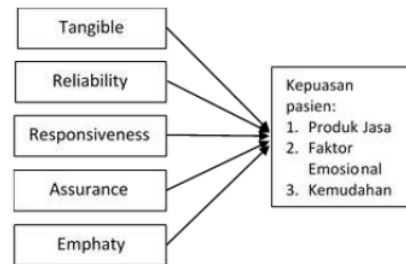 Tangible
Reliability
Responsiveness
Assurance
Emphaty
Kepuasan
pasien:
1. Produk Jasa
2. Faktor
Emosional
3. Kemudahan